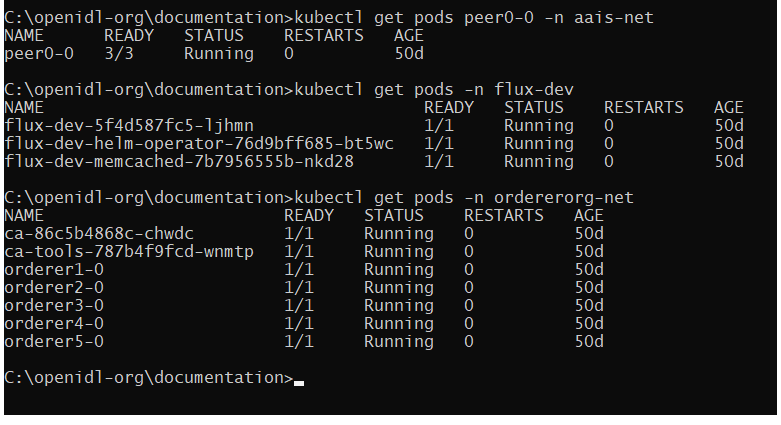 C:\openidl-org\documentation>kubectl get pods peer0-0 -n aais-net
NAME READY STATUS RESTARTS AGE
peer0-0 3/3 Running 0 50d
C:\openidl-org\documentation>kubectl get pods -n flux-dev
NAME READY STATUS RESTARTS AGE
flux-dev-5f4d587fc5-ljhmn 1/1 Running 0 50d
flux-dev-helm-operator-76d9bff685-bt5wc 1/1 Running 0 50d
flux-dev-memcached-7b7956555b-nkd28 1/1 Running 0 50d
C:\openidl-org\documentation>kubectl get pods -n ordererorg-net
NAME READY STATUS RESTARTS AGE
ca-86c5b4868c-chwdc 1/1 Running 0 50d
ca-tools-787b4f9fcd-wnmtp 1/1 Running 0 50d
orderer1-0 1/1 Running 0 50d
orderer2-0 1/1 Running 0 50d
orderer3-0 1/1 Running 0 50d
orderer4-0 1/1 Running 0 50d
orderer5-0 1/1 Running 0 50d
C:\openidl-org\documentation>